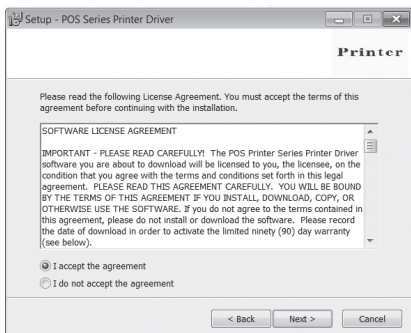 Setup - POS Series Printer Driver
Printer
Please read the following License Agreement. You must accept the terms of this
agreement before continuing with the installation.
SOFTWARE LICENSE AGREEMENT
IMPORTANT - PLEASE READ CAREFULLY! The POS Printer Series Printer Driver
software you are about to download will be licensed to you, the licensee, on the
condition that you agree with the terms and conditions set forth in this legal
agreement. PLEASE READ THIS AGREEMENT CAREFULLY. YOU WILL BE BOUND
BY THE TERMS OF THIS AGREEMENT IF YOU INSTALL, DOWNLOAD, COPY, OR
OTHERWISE USE THE SOFTWARE. If you do not agree to the terms contained in
this agreement, please do not install or download the software. Please record
the date of download in order to activate the limited ninety (90) day warranty
(see below).
I accept the agreement
I do not accept the agreement
< Back Next > Cancel